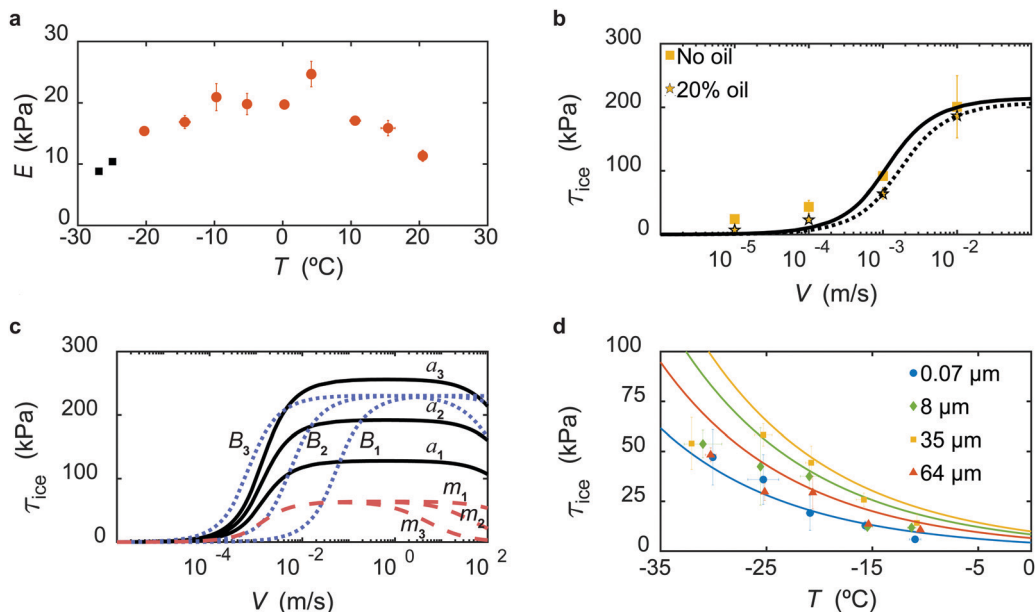 a
30
20
10
0
E (kPa)
-30 -20 -10 0 10 20 30
T (ºC)
b
300
200
100
0
τice (kPa)
No oil
20% oil
10⁻⁵ 10⁻⁴ 10⁻³ 10⁻²
V (m/s)
c
300
200
100
0
τice (kPa)
a₃
a₂
B₃ B₂ B₁ a₁
m₁
m₂
m₃
10⁻⁴ 10⁻² 10⁰ 10²
V (m/s)
d
100
75
50
25
0
τice (kPa)
0.07 µm
8 µm
35 µm
64 µm
-35 -25 -15 -5 0
T (ºC)